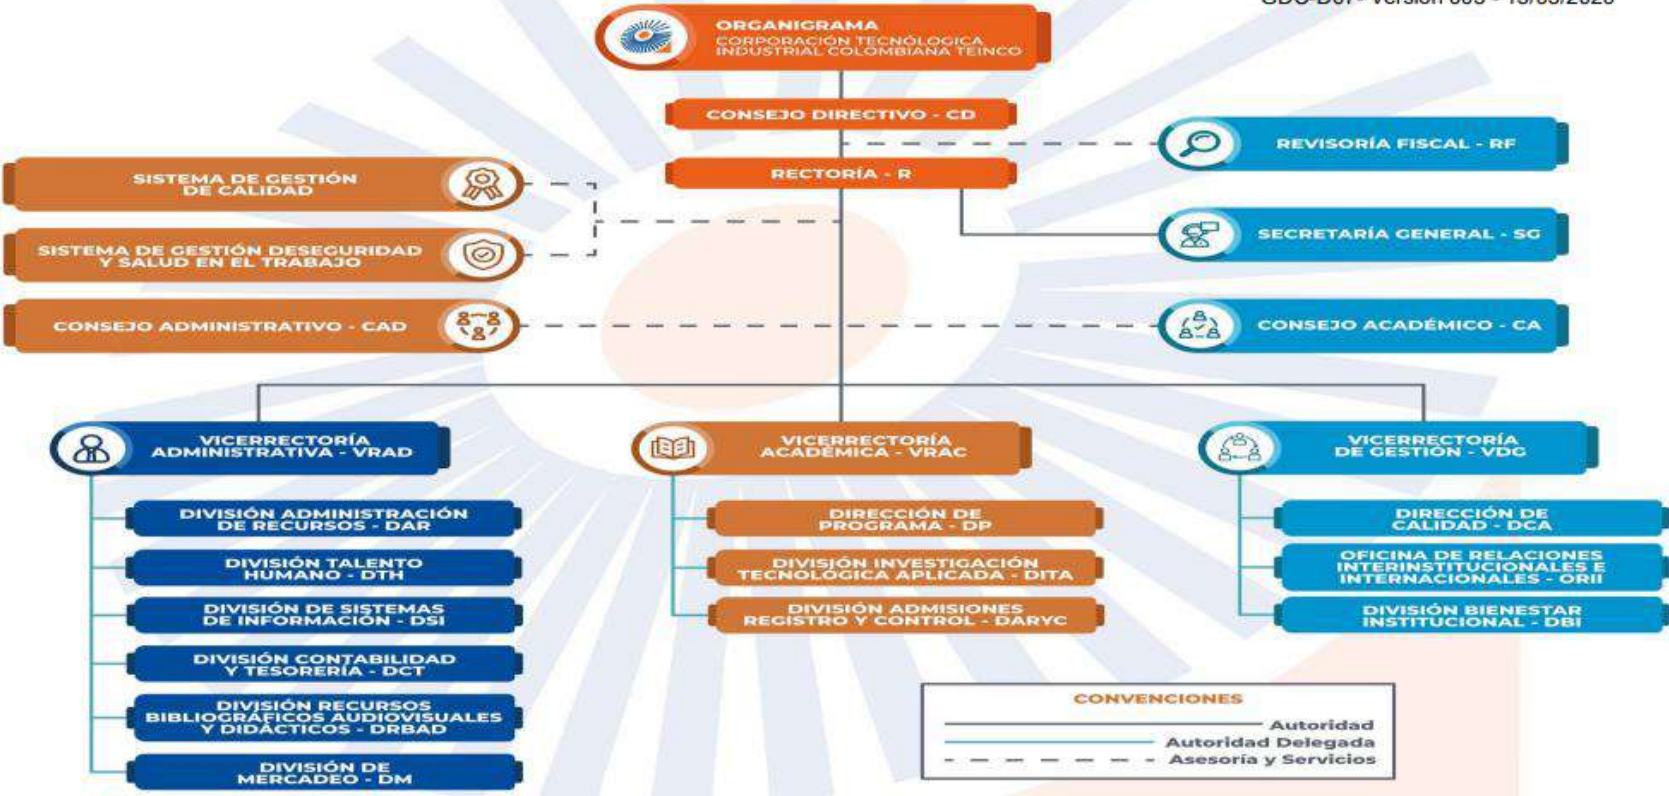 ORGANIGRAMA
CORPORACIÓN TECNÓLOGICA
INDUSTRIAL COLOMBIANA TEINCO
CONSEJO DIRECTIVO - CD
REVISORÍA FISCAL - RF
RECTORÍA - R
SISTEMA DE GESTIÓN
DE CALIDAD
SECRETARÍA GENERAL - SG
SISTEMA DE GESTIÓN DESEGURIDAD
Y SALUD EN EL TRABAJO
CONSEJO ADMINISTRATIVO - CAD
CONSEJO ACADÉMICO - CA
VICERRECTORÍA
ADMINISTRATIVA - VRAD
DIVISIÓN ADMINISTRACIÓN
DE RECURSOS - DAR
DIVISIÓN TALENTO
HUMANO - DTH
DIVISIÓN DE SISTEMAS
DE INFORMACIÓN - DSI
DIVISIÓN CONTABILIDAD
Y TESORERÍA - DCT
DIVISIÓN RECURSOS
BIBLIOGRÁFICOS AUDIOVISUALES
Y DIDÁCTICOS - DRBAD
DIVISIÓN DE
MERCADEO - DM
VICERRECTORÍA
ACADÉMICA - VRAC
DIRECCIÓN DE
PROGRAMA - DP
DIVISIÓN INVESTIGACIÓN
TECNOLÓGICA APLICADA - DITA
DIVISIÓN ADMISIONES
REGISTRO Y CONTROL - DARYC
VICERRECTORÍA
DE GESTIÓN - VDG
DIRECCIÓN DE
CALIDAD - DCA
OFICINA DE RELACIONES
INTERINSTITUCIONALES E
INTERNACIONALES - ORII
DIVISIÓN BIENESTAR
INSTITUCIONAL - DBI
CONVENCIONES
Autoridad
Autoridad Delegada
Asesoría y Servicios